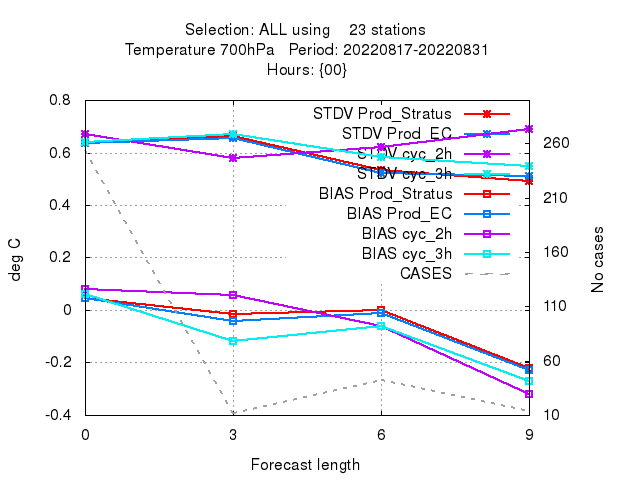 Selection: ALL using 23 stations
Temperature 700hPa Period: 20220817-20220831
Hours: {00}
STDV Prod_Stratus
STDV Prod_EC
STDV cyc_2h
STDV cyc_3h
BIAS Prod_Stratus
BIAS Prod_EC
BIAS cyc_2h
BIAS cyc_3h
CASES
0.8
0.6
0.4
0.2
0
-0.2
-0.4
deg C
260
210
160
110
60
10
No cases
0
3
6
9
Forecast length